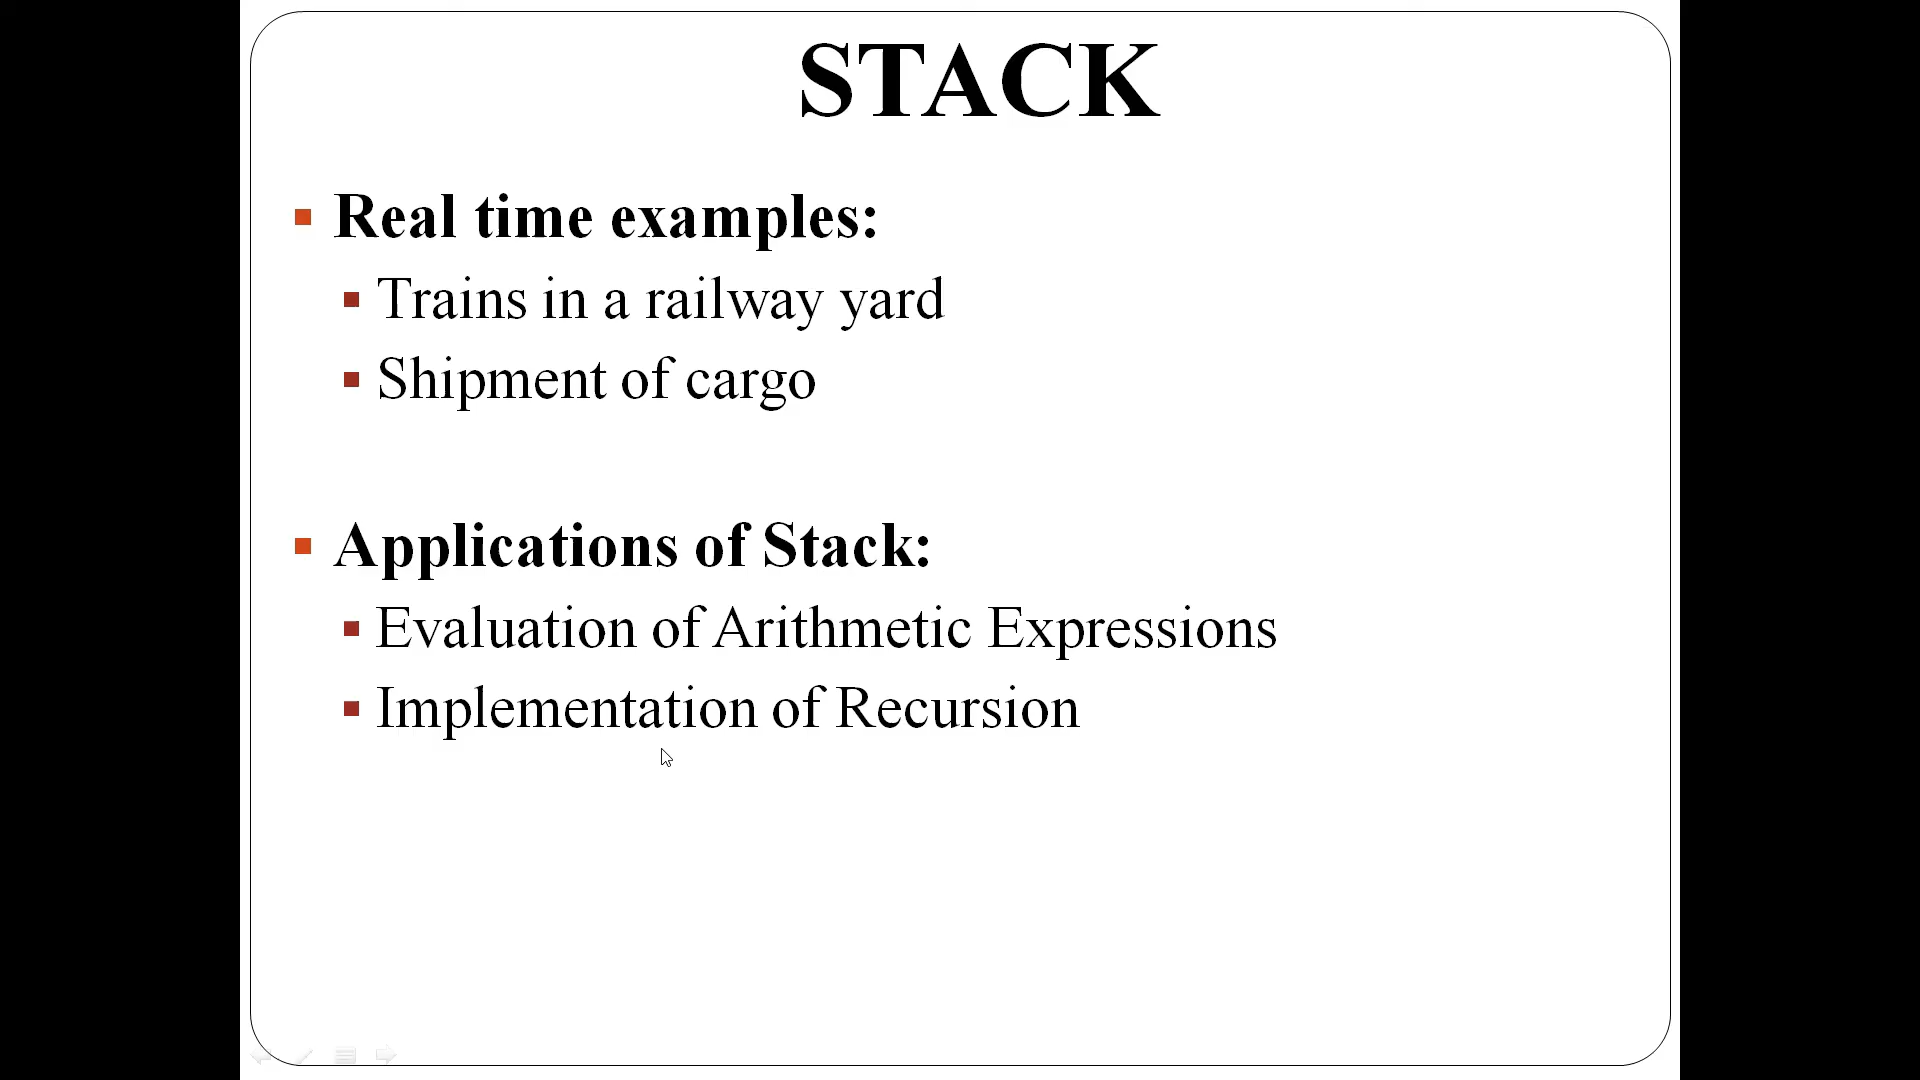 STACK
Real time examples:
Trains in a railway yard
Shipment of cargo
Applications of Stack:
Evaluation of Arithmetic Expressions
Implementation of Recursion